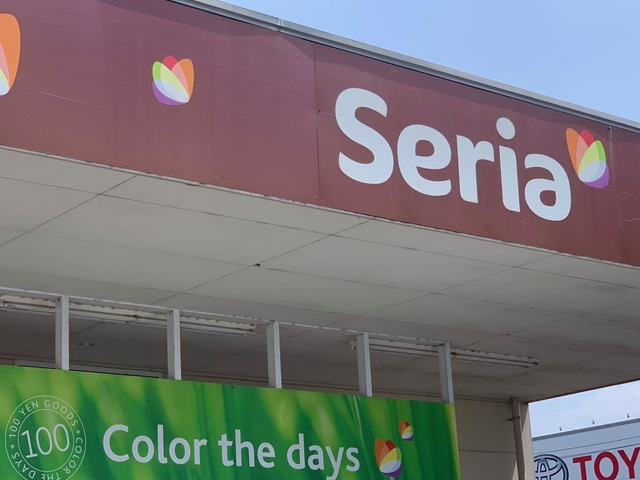 Seria
Color the days
100 YEN GOODS
100
COLOR THE DAYS
TOY